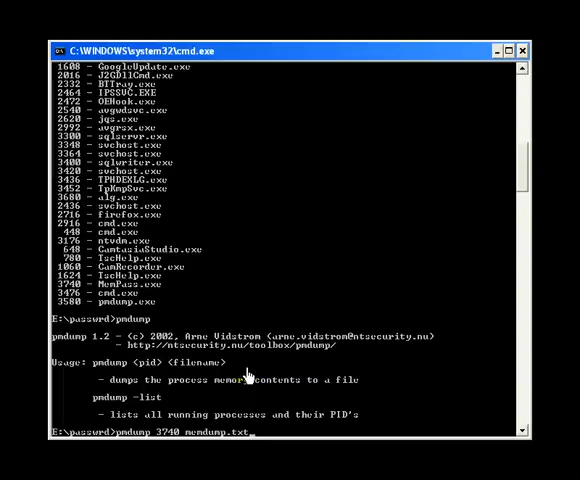 C:\WINDOWS\system32\cmd.exe
1608 - GoogleUpdate.exe
2016 - J2GDllCmd.exe
2332 - BTTray.exe
2464 - IPSSVC.EXE
2472 - OEHook.exe
2540 - avgwdsvc.exe
2620 - jqs.exe
2992 - avgrsx.exe
3300 - sqlservr.exe
3348 - svchost.exe
3364 - svchost.exe
3400 - sqlwriter.exe
3420 - svchost.exe
3436 - TPHDEXLG.exe
3452 - TpKmpSvc.exe
3680 - alg.exe
2436 - svchost.exe
2716 - firefox.exe
2916 - cmd.exe
448 - cmd.exe
3176 - ntvdm.exe
648 - CamtasiaStudio.exe
780 - TscHelp.exe
1060 - CamRecorder.exe
1624 - TscHelp.exe
3740 - MemPass.exe
3476 - cmd.exe
3580 - pmdump.exe
E:\passwrd>pmdump
pmdump 1.2 - (c) 2002, Arne Vidstrom (arne.vidstrom@ntsecurity.nu)
- http://ntsecurity.nu/toolbox/pmdump/
Usage: pmdump <pid> <filename>
- dumps the process memory contents to a file
pmdump -list
- lists all running processes and their PID's
E:\passwrd>pmdump 3740 memdump.txt_